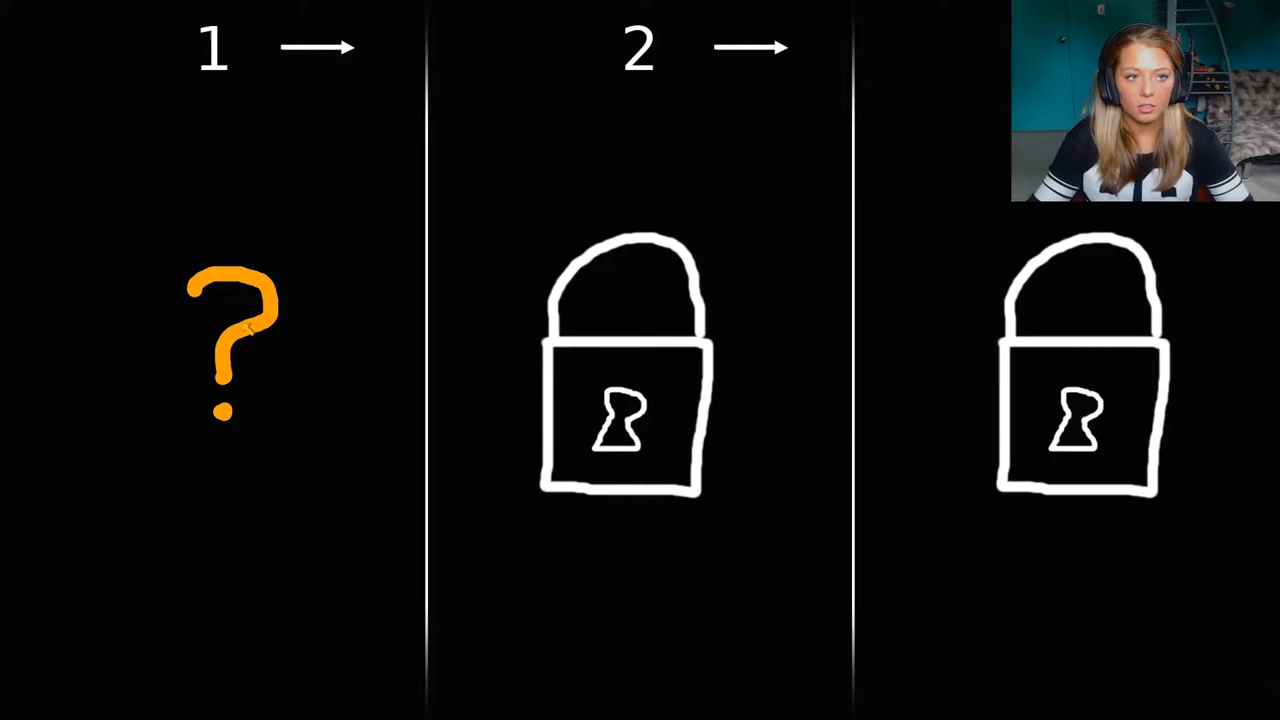 1 → 2 →
?